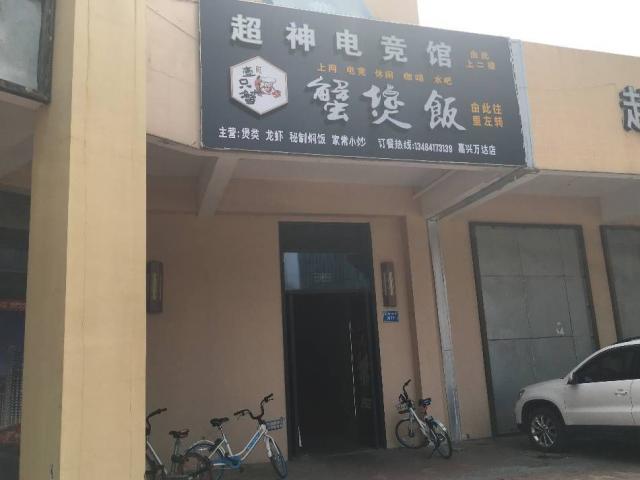 超神电竞馆
由此
上二楼
上网 电竞 休闲 咖啡 水吧
蟹煲飯
由此往
里左转
主营:煲类 龙虾 秘制焖饭 家常小炒 订餐热线:13484173139 嘉兴万达店